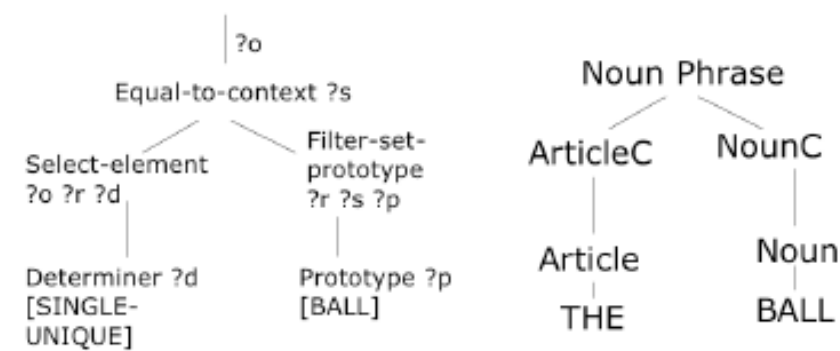 ?o
Equal-to-context ?s
Select-element
?o ?r ?d
Filter-set-
prototype
?r ?s ?p
Determiner ?d
[SINGLE-
UNIQUE]
Prototype ?p
[BALL]
Noun Phrase
ArticleC
NounC
Article
Noun
THE
BALL